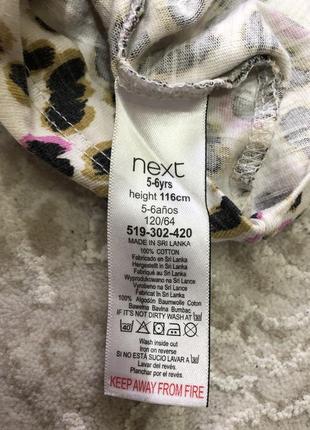 next
5-6yrs
height 116cm
5-6años
120/64
519-302-420
MADE IN SRI LANKA
100% COTTON
Fabricado en Sri Lanka
Hergestellt in Sri Lanka
Fabriqué au Sri Lanka
Wyprodukowano na Sri Lance
Vyrobeno na Sri Lance
Fabricat în Sri Lanka
100% Algodón Baumwolle Coton
Bawełna Bavlna Bumbac
IF IT'S NOT DIRTY WASH AT
40
Wash inside out
Iron on reverse
SI NO ESTÁ SUCIO LAVAR A
Lavar del revés.
Planchar por el revés.
KEEP AWAY FROM FIRE